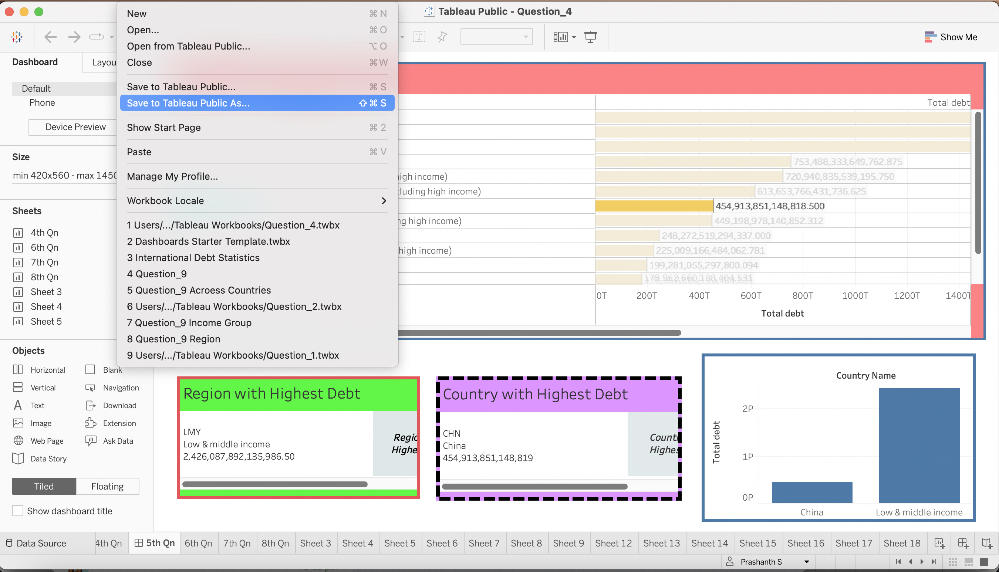 Tableau Public - Question_4
New ⌘ N
Open... ⌘ O
Open from Tableau Public... ⌥ O
Close ⌘ W
Save to Tableau Public... ⌘ S
Save to Tableau Public As... ⇧ ⌘ S
Show Start Page ⌘ 2
Paste ⌘ V
Manage My Profile...
Workbook Locale
1 Users/.../Tableau Workbooks/Question_4.twbx
2 Dashboards Starter Template.twbx
3 International Debt Statistics
4 Question_9
5 Question_9 Acroess Countries
6 Users/.../Tableau Workbooks/Question_2.twbx
7 Question_9 Income Group
8 Question_9 Region
9 Users/.../Tableau Workbooks/Question_1.twbx
Show Me
Dashboard
Layou
Default
Phone
Device Preview
Size
min 420x560 - max 1450
Sheets
4th Qn
6th Qn
7th Qn
8th Qn
Sheet 3
Sheet 4
Sheet 5
Objects
Horizontal
Blank
Vertical
Navigation
Text
Download
Image
Extension
Web Page
Ask Data
Data Story
Tiled
Floating
Show dashboard title
Total debt
753,488,333,649,762.875
high income) 720,940,835,539,195.750
cluding high income) 613,653,766,431,736.625
454,913,851,148,818.500
ng high income) 449,198,978,140,852.312
248,272,519,294,337.000
high income) 225,009,166,484,062.781
199,281,055,297,800.094
178,952,660,190,404.531
0T 200T 400T 600T 800T 1000T 1200T 1400T
Total debt
Region with Highest Debt
LMY
Low & middle income
2,426,087,892,135,986.50
Regio
Highe
Country with Highest Debt
CHN
China
454,913,851,148,819
Count
Highes
Country Name
Total debt
2P
1P
0P
China
Low & middle income
Data Source
4th Qn
5th Qn
6th Qn
7th Qn
8th Qn
Sheet 3
Sheet 4
Sheet 5
Sheet 6
Sheet 7
Sheet 8
Sheet 9
Sheet 12
Sheet 13
Sheet 14
Sheet 15
Sheet 16
Sheet 17
Sheet 18
Prashanth S